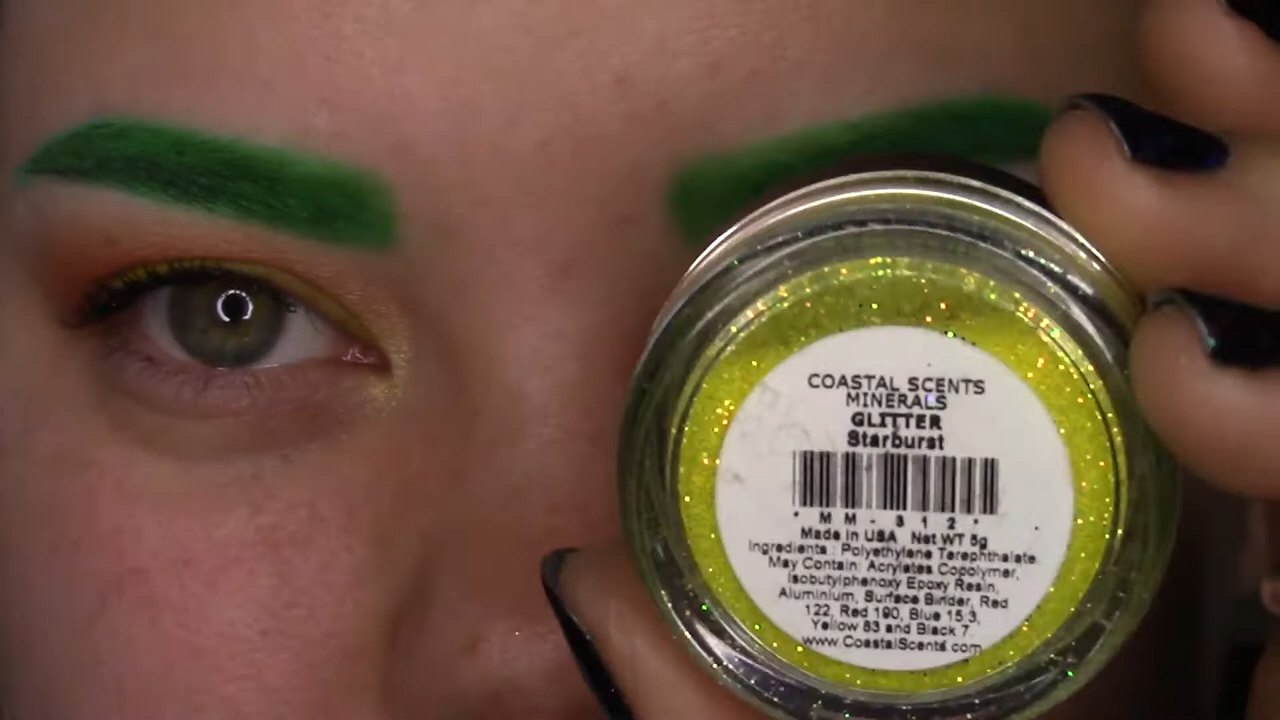 COASTAL SCENTS
MINERALS
GLITTER
Starburst
* M M - 3 1 2 *
Made in USA Net WT 5g
Ingredients : Polyethylene Terephthalate.
May Contain: Acrylates Copolymer,
Isobutylphenoxy Epoxy Resin,
Aluminium, Surface Binder, Red
122, Red 190, Blue 15:3,
Yellow 83 and Black 7.
www.CoastalScents.com